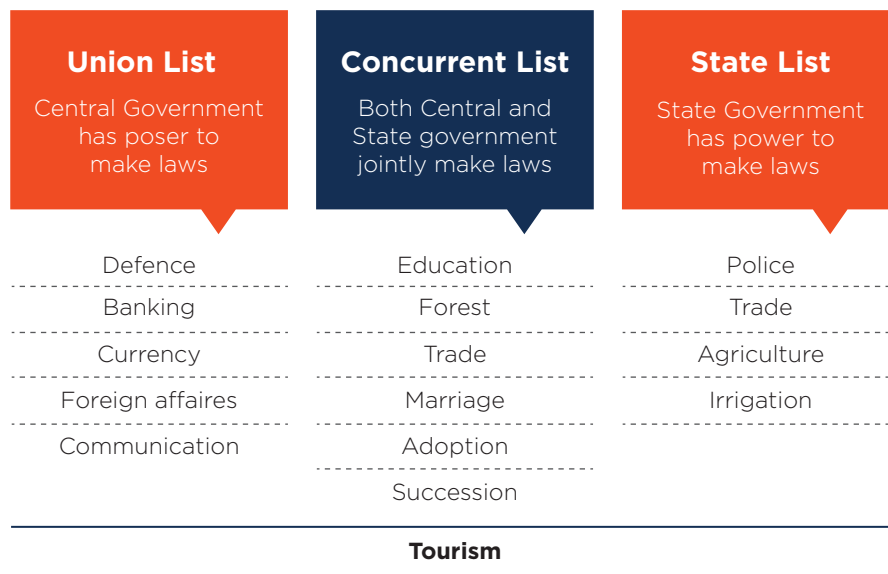 Union List
Central Government
has poser to
make laws
Defence
Banking
Currency
Foreign affaires
Communication
Concurrent List
Both Central and
State government
jointly make laws
Education
Forest
Trade
Marriage
Adoption
Succession
State List
State Government
has power to
make laws
Police
Trade
Agriculture
Irrigation
Tourism